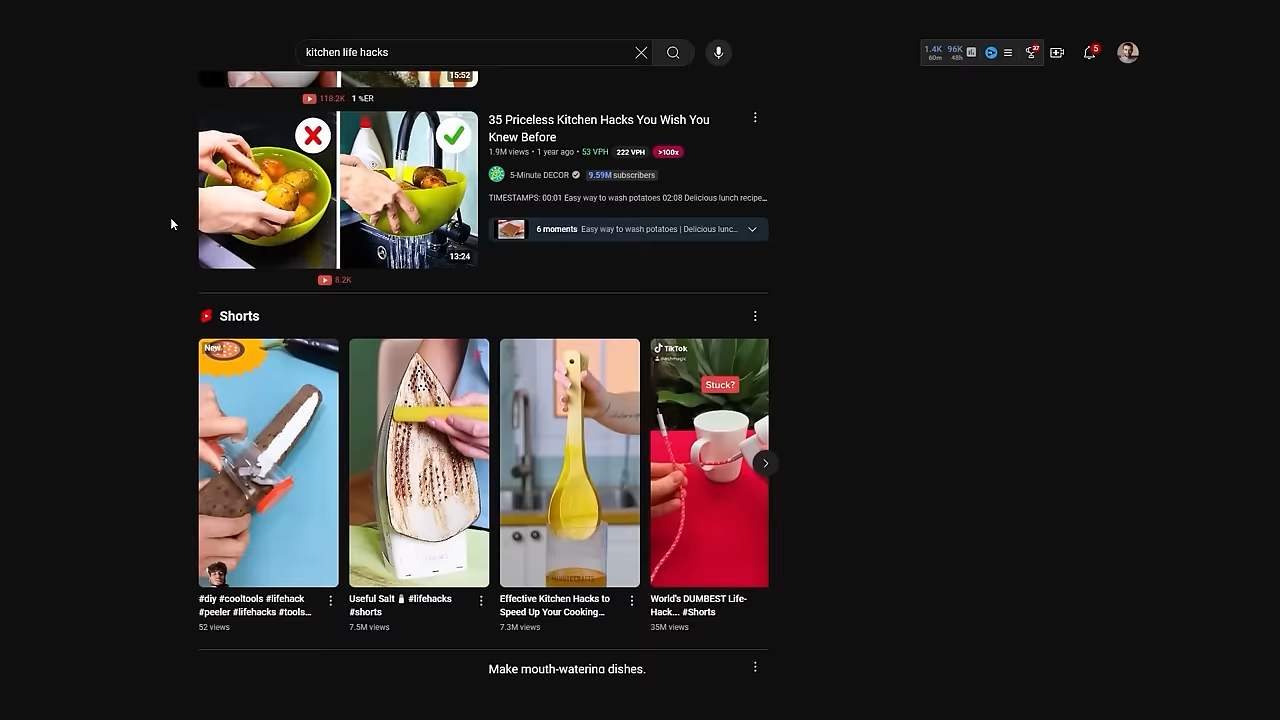 kitchen life hacks
1.4K 96K
60m 48h
37
5
15:52
118.2K 1 %ER
35 Priceless Kitchen Hacks You Wish You
Knew Before
1.9M views • 1 year ago • 53 VPH 222 VPH >100x
5-Minute DECOR 9.59M subscribers
TIMESTAMPS: 00:01 Easy way to wash potatoes 02:08 Delicious lunch recipe...
6 moments Easy way to wash potatoes | Delicious lunc...
13:24
8.2K
Shorts
New
TikTok
Stuck?
#diy #cooltools #lifehack
#peeler #lifehacks #tools...
52 views
Useful Salt 🧂 #lifehacks
#shorts
7.5M views
Effective Kitchen Hacks to
Speed Up Your Cooking...
7.3M views
World's DUMBEST Life-
Hack... #Shorts
35M views
Make mouth-watering dishes.